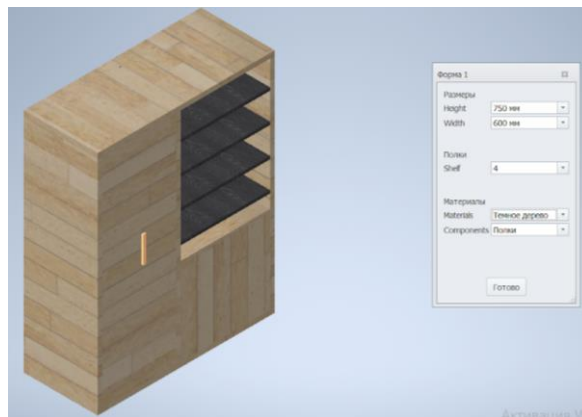 Форма 1
Размеры
Height 750 мм
Width 600 мм
Полки
Shelf 4
Материалы
Materials Темное дерево
Components Полки
Готово